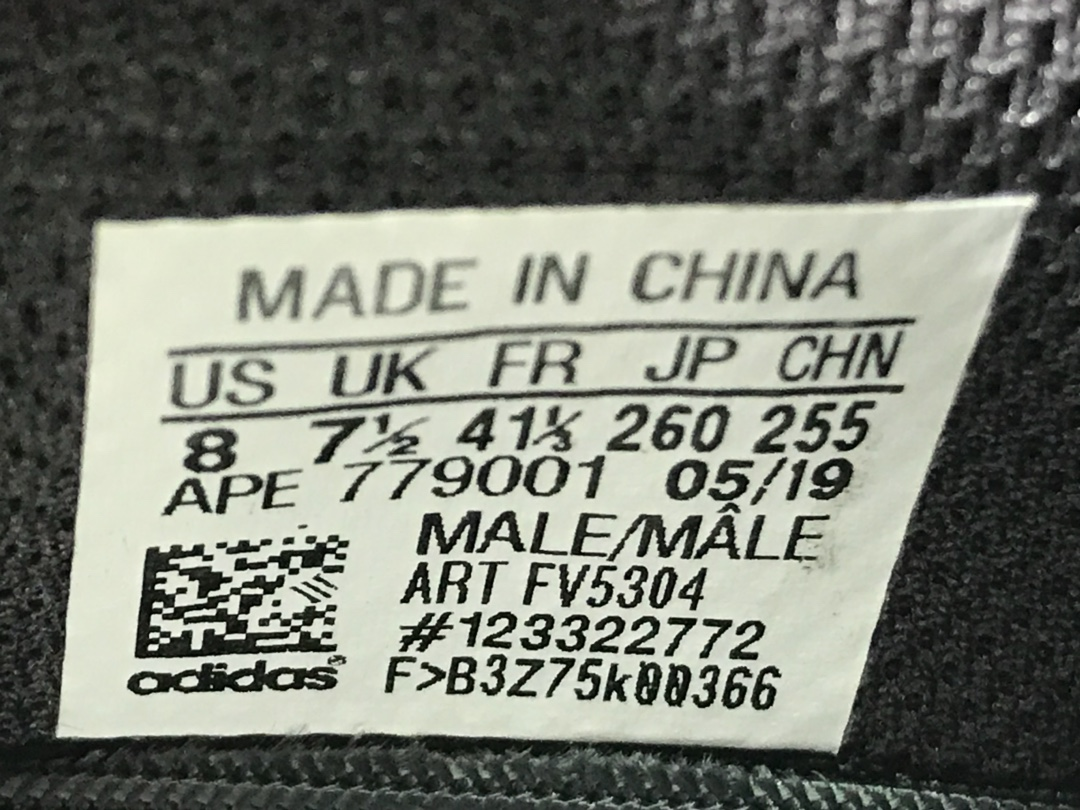 MADE IN CHINA
US UK FR JP CHN
8 7½ 41⅓ 260 255
APE 779001 05/19
MALE/MÂLE
ART FV5304
#123322772
adidas F>B3Z75k00366